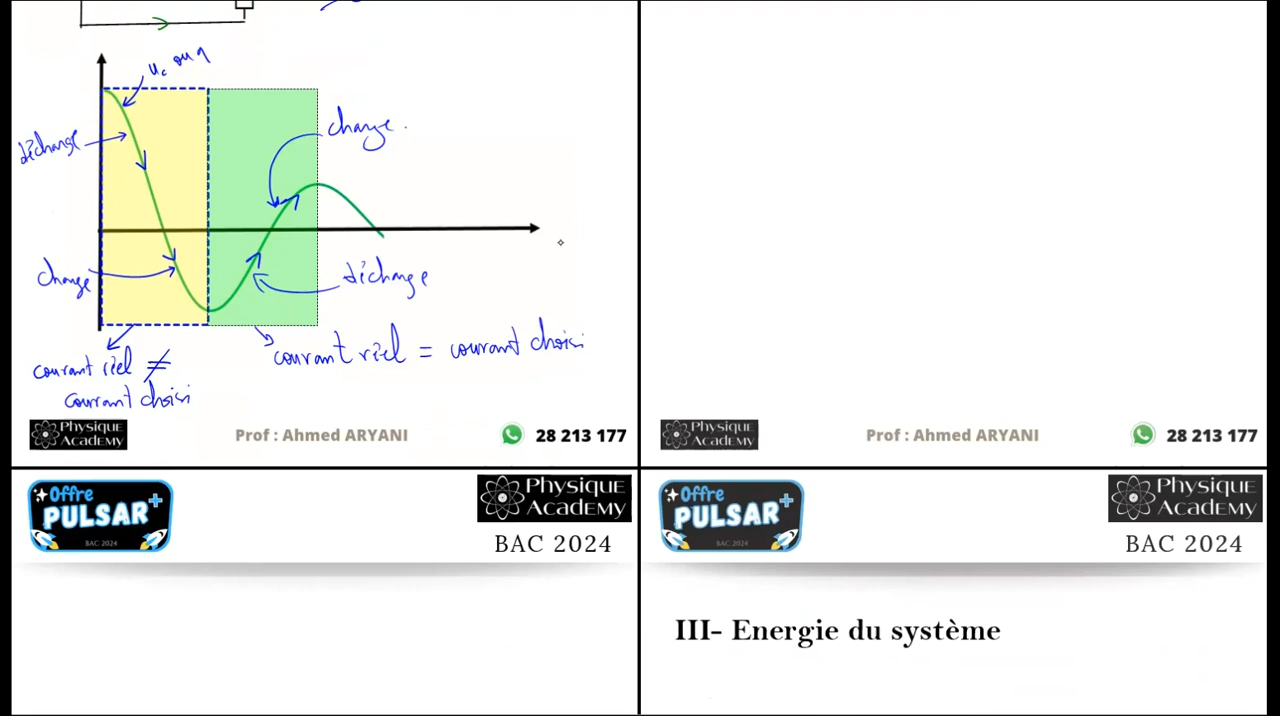 uc ou q
décharge
charge.
charge
décharge
courant réel ≠
courant choisi
courant réel = courant choisi
Physique
Academy
Prof : Ahmed ARYANI
28 213 177
Physique
Academy
Prof : Ahmed ARYANI
28 213 177
Offre
PULSAR+
BAC 2024
Physique
Academy
BAC 2024
Offre
PULSAR+
BAC 2024
Physique
Academy
BAC 2024
III- Energie du système